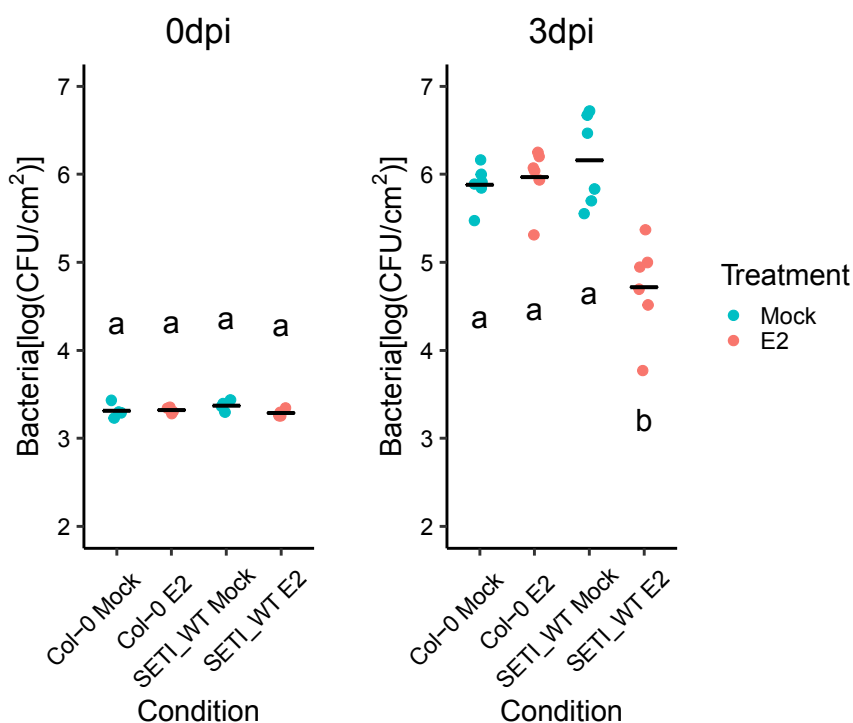 0dpi
3dpi
Bacteria[log(CFU/cm²)]
7
6
5
4
3
2
a a a a
Col−0 Mock
Col−0 E2
SETI_WT Mock
SETI_WT E2
Condition
Bacteria[log(CFU/cm²)]
7
6
5
4
3
2
a a a b
Col−0 Mock
Col−0 E2
SETI_WT Mock
SETI_WT E2
Condition
Treatment
Mock
E2